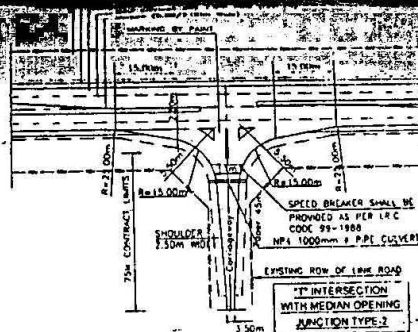 MARKING BY PAINT
15.00m
15.00m
R=23.00m
R=23.00m
R=15.00m
R=15.00m
75M CONTRACT LIMITS
SHOULDER
2.50m WIDE
Carriageway
SPEED BREAKER SHALL BE
PROVIDED AS PER I.R.C
CODE 99-1988
NP4 1000mm ϕ PIPE CULVERT
EXISTING ROW OF LINK ROAD
"T" INTERSECTION
WITH MEDIAN OPENING
JUNCTION TYPE-2
3.50m